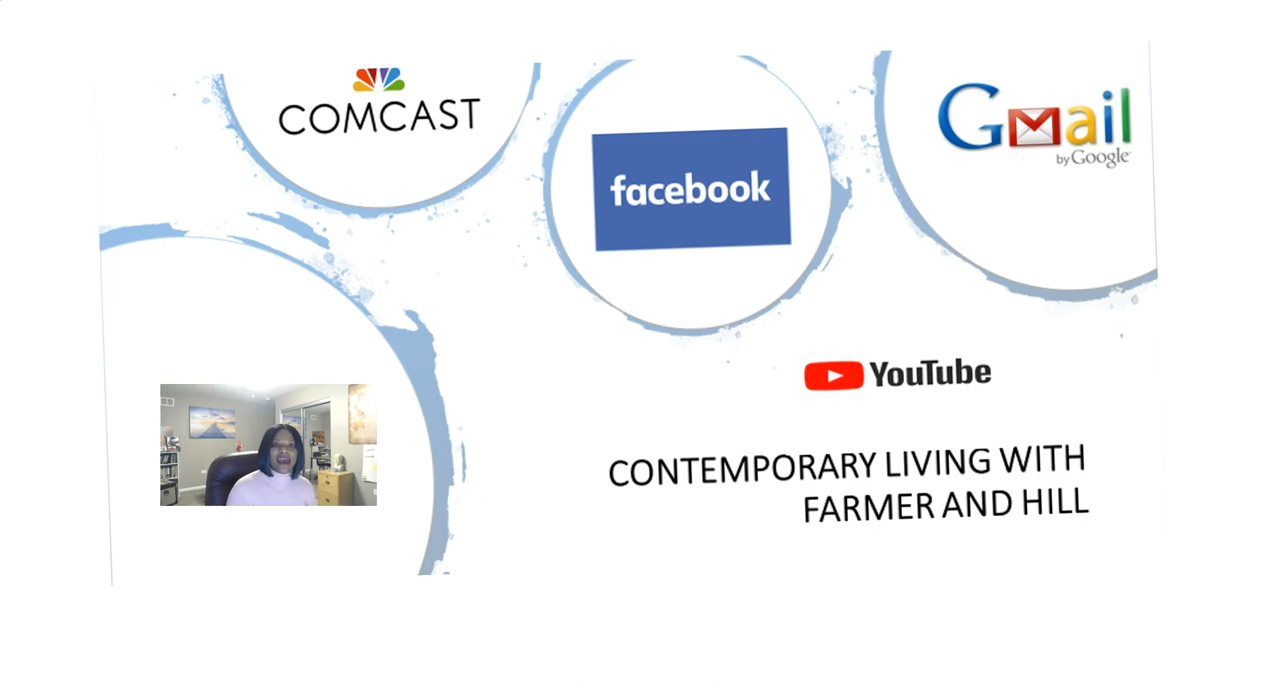 COMCAST
facebook
Gmail
by Google
YouTube
CONTEMPORARY LIVING WITH
FARMER AND HILL